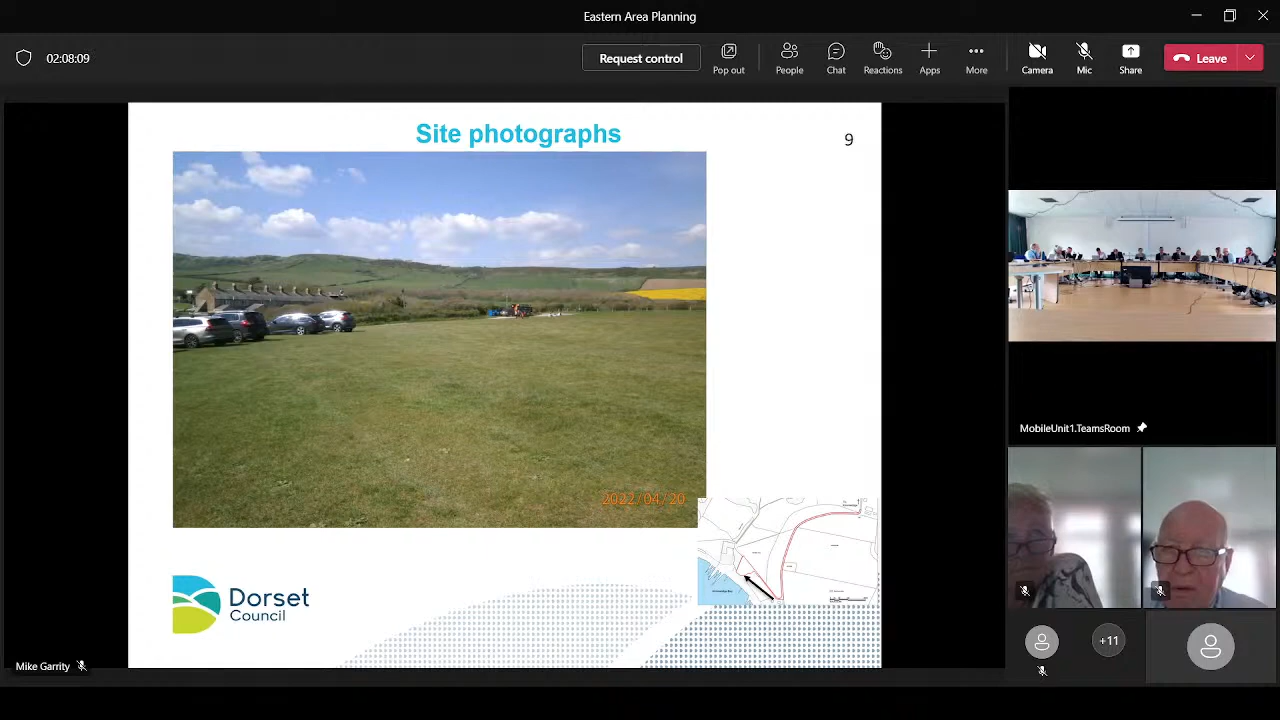 Eastern Area Planning
02:08:09
Request control
Pop out
People
Chat
Reactions
Apps
More
Camera
Mic
Share
Leave
Site photographs
9
2022/04/20
Dorset
Council
Mike Garrity
MobileUnit1.TeamsRoom
+11